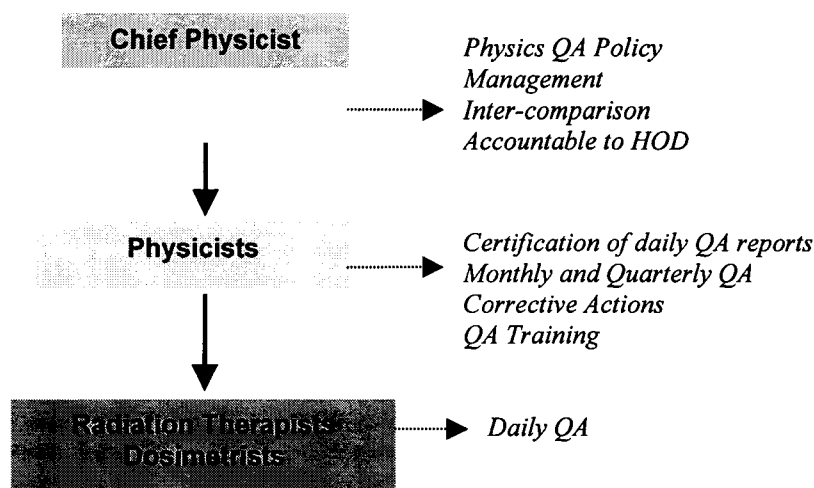 Chief Physicist
Physics QA Policy
Management
Inter-comparison
Accountable to HOD
Physicists
Certification of daily QA reports
Monthly and Quarterly QA
Corrective Actions
QA Training
Radiation Therapists
Dosimetrists
Daily QA